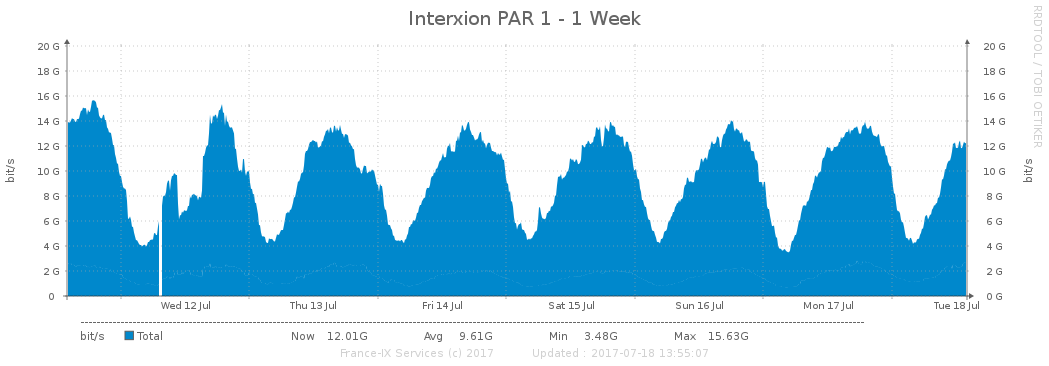 Interxion PAR 1 - 1 Week
RRDTOOL / TOBI OETIKER
20 G 20 G
18 G 18 G
16 G 16 G
14 G 14 G
12 G 12 G
10 G 10 G
8 G 8 G
6 G 6 G
4 G 4 G
2 G 2 G
0 0 G
bit/s
bit/s
Wed 12 Jul Thu 13 Jul Fri 14 Jul Sat 15 Jul Sun 16 Jul Mon 17 Jul Tue 18 Jul
bit/s Total Now 12.01G Avg 9.61G Min 3.48G Max 15.63G
France-IX Services (c) 2017 Updated : 2017-07-18 13:55:07